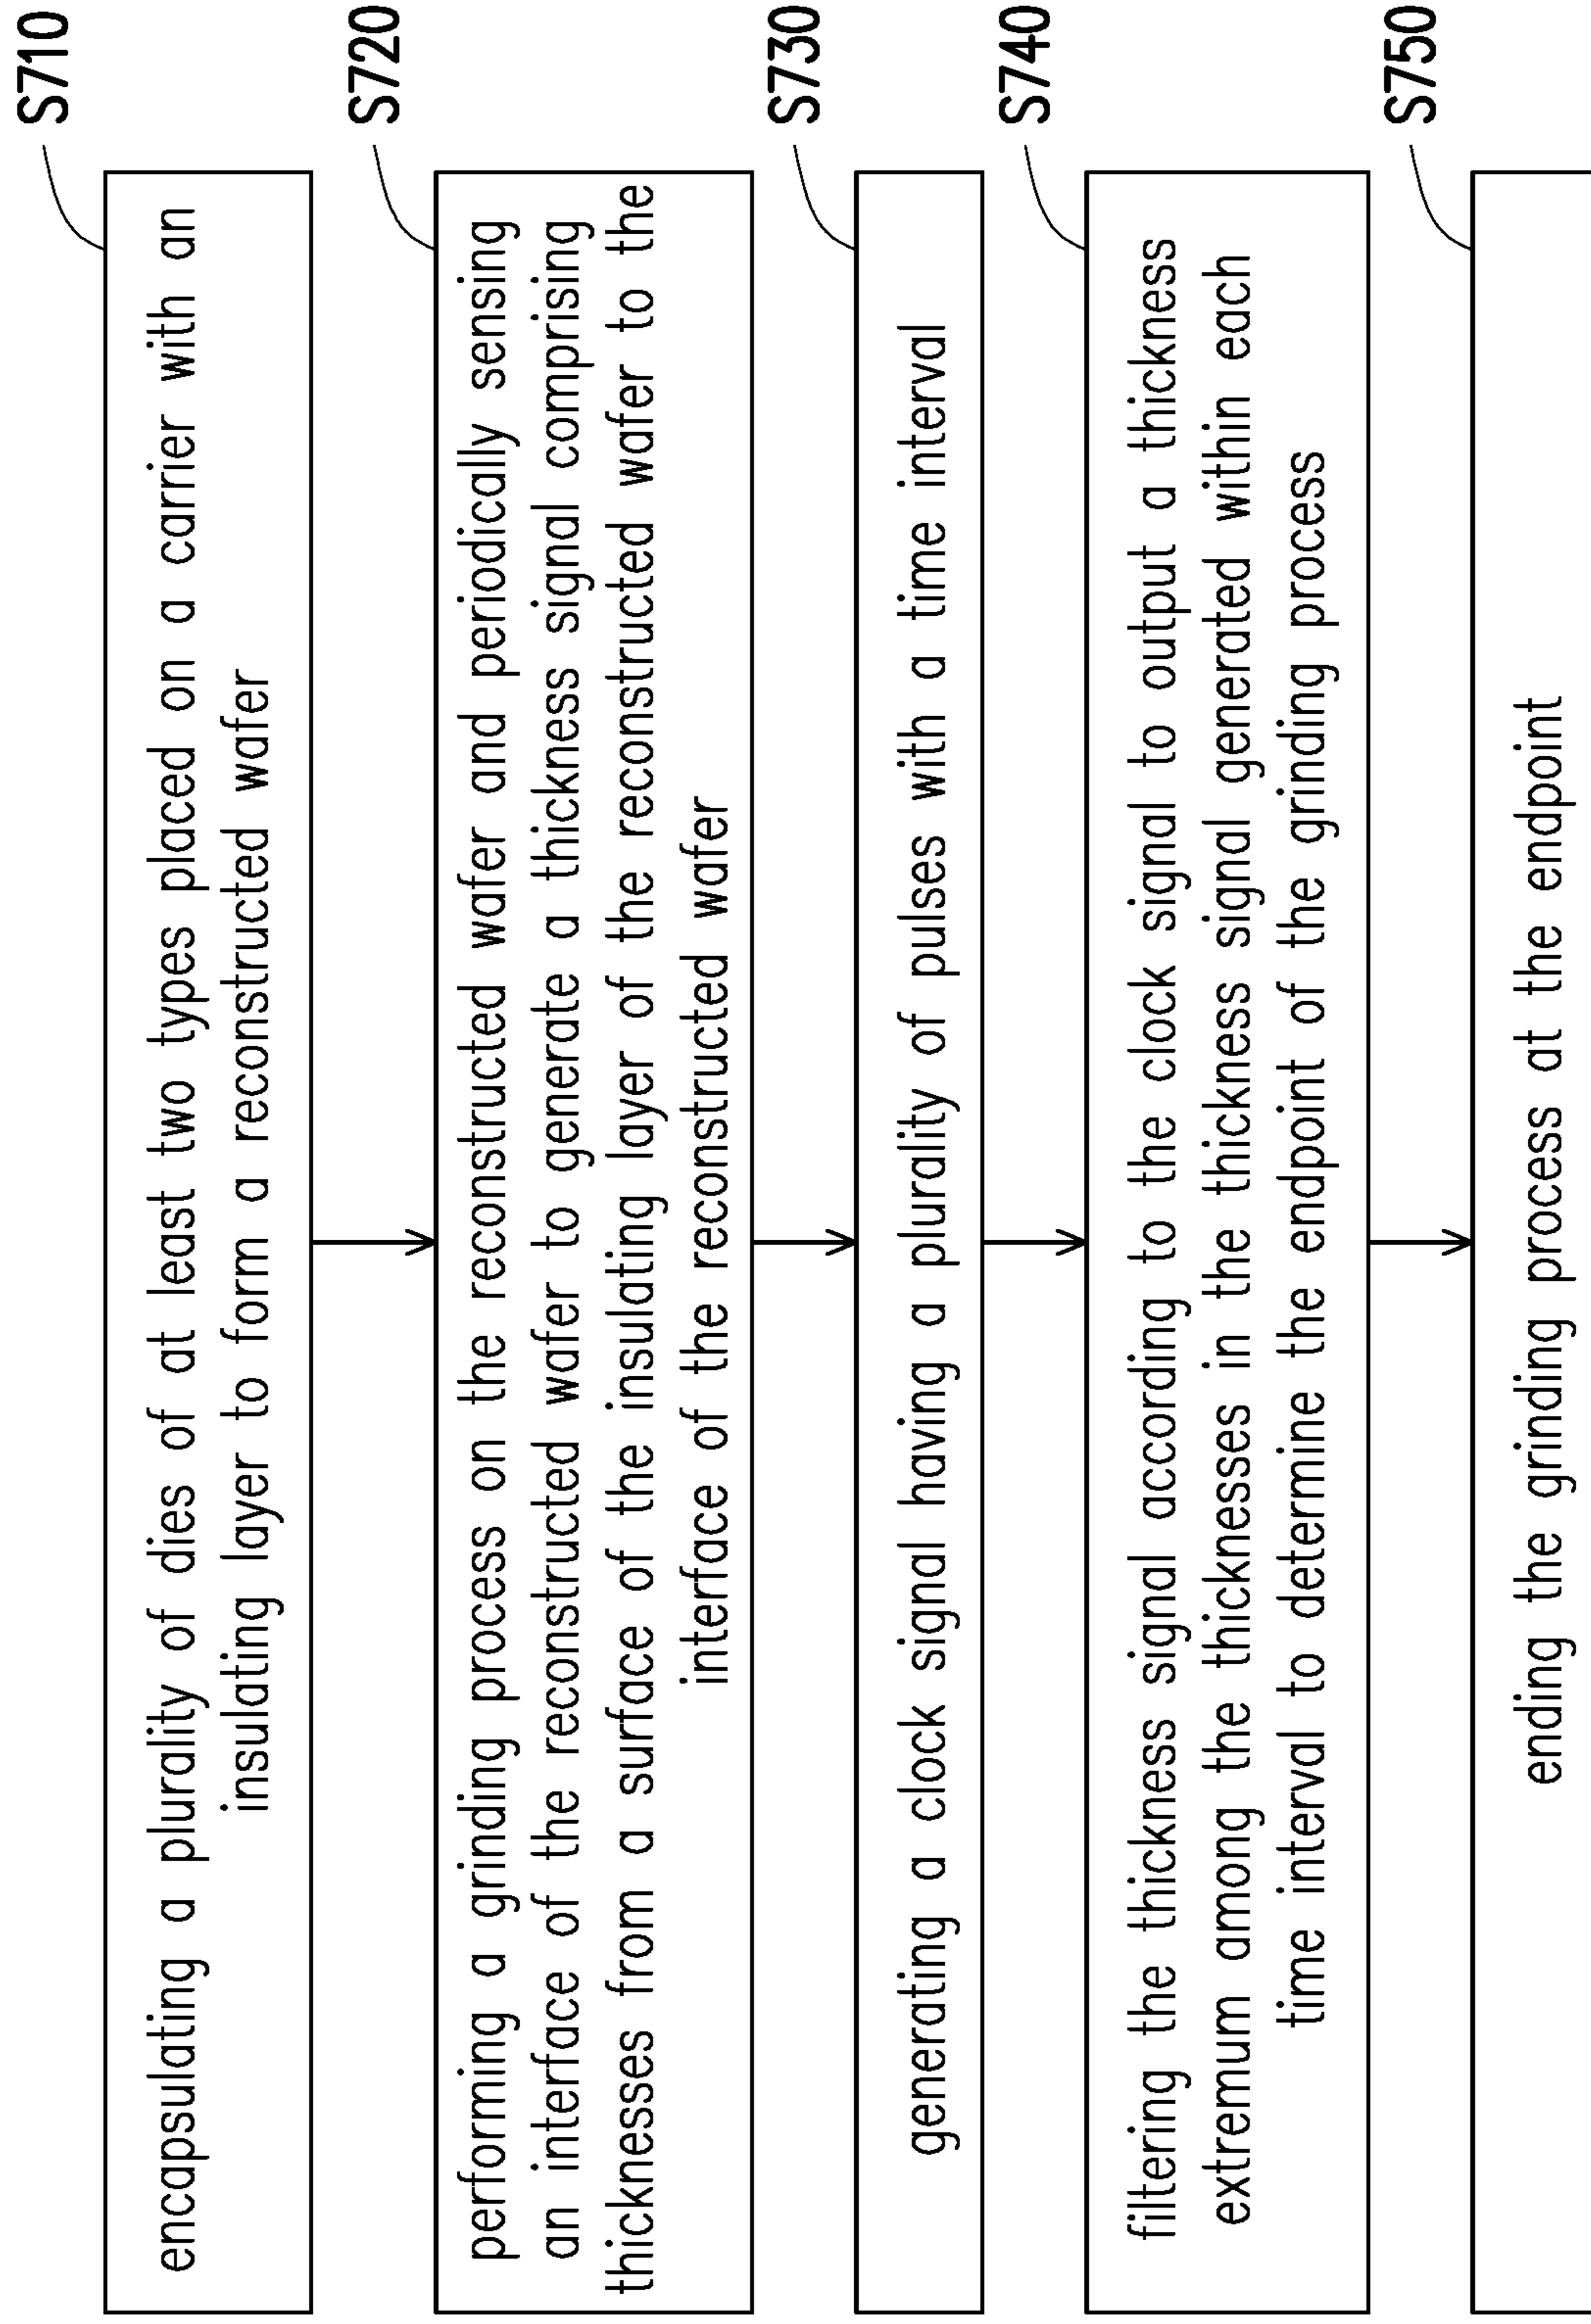 S710
encapsulating a plurality of dies of at least two types placed on a carrier with an
insulating layer to form a reconstructed wafer
S720
performing a grinding process on the reconstructed wafer and periodically sensing
an interface of the reconstructed wafer to generate a thickness signal comprising
thicknesses from a surface of the insulating layer of the reconstructed wafer to the
interface of the reconstructed wafer
S730
generating a clock signal having a plurality of pulses with a time interval
S740
filtering the thickness signal according to the clock signal to output a thickness
extremum among the thicknesses in the thickness signal generated within each
time interval to determine the endpoint of the grinding process
S750
ending the grinding process at the endpoint